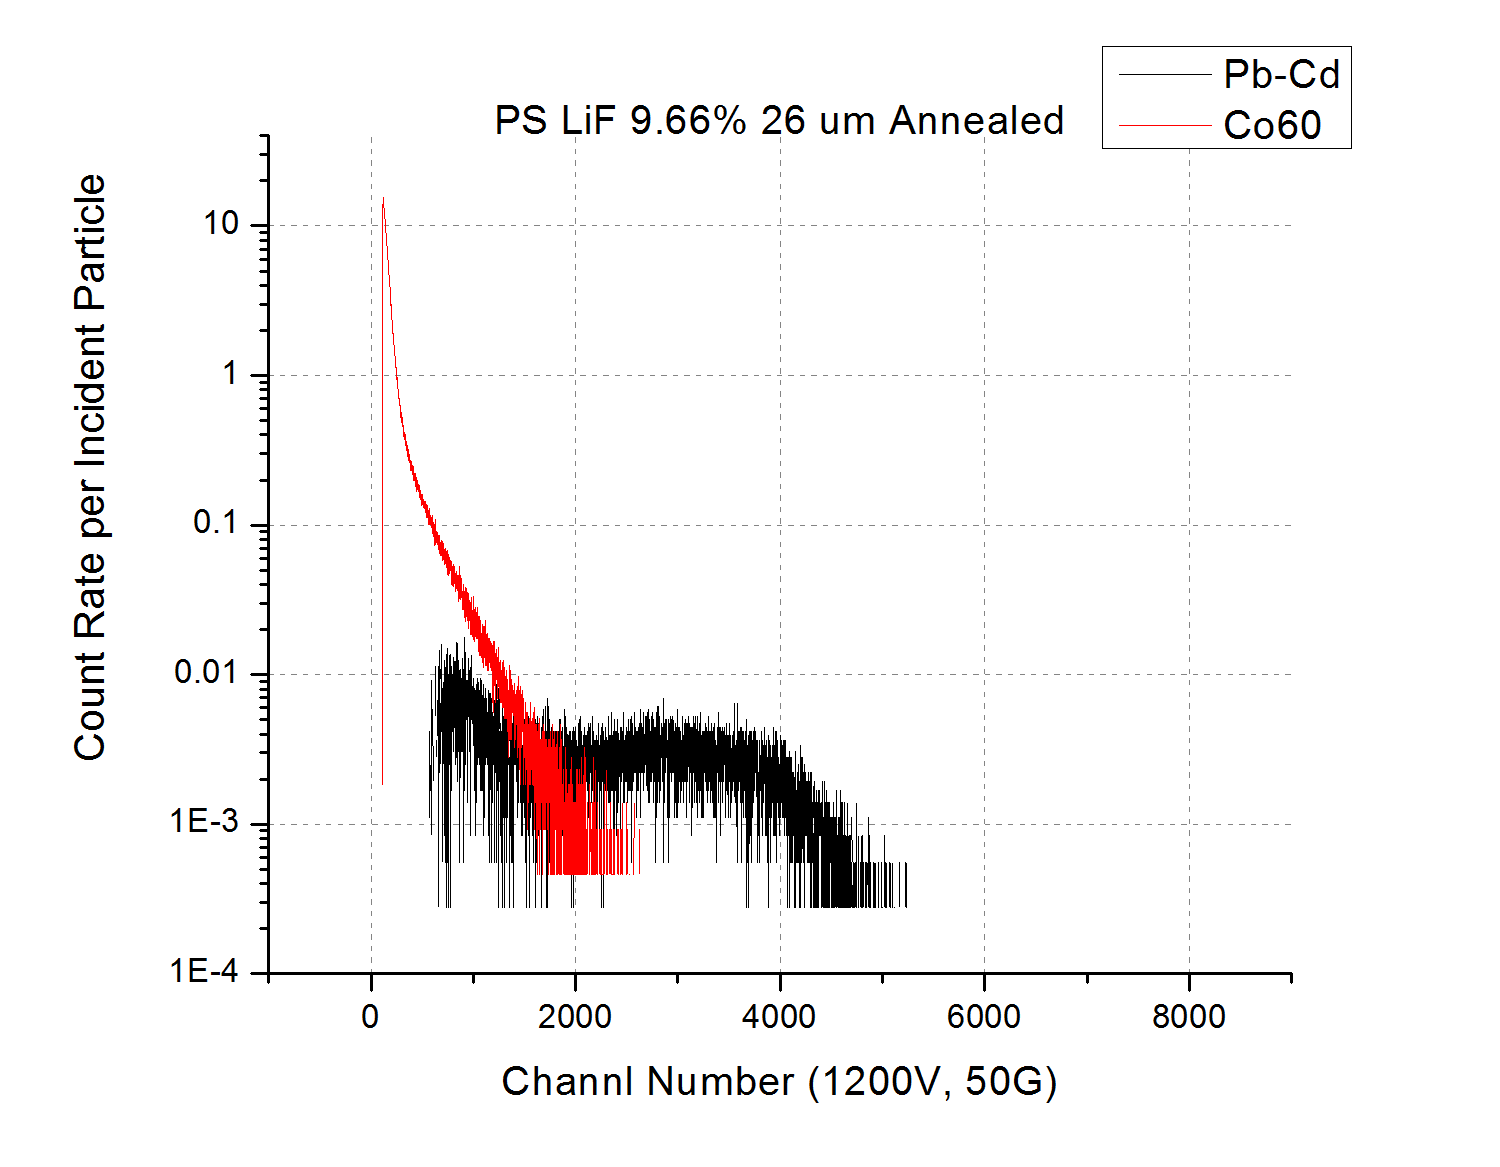 Pb-Cd
Co60
PS LiF 9.66% 26 um Annealed
Count Rate per Incident Particle
10
1
0.1
0.01
1E-3
1E-4
0 2000 4000 6000 8000
Channl Number (1200V, 50G)